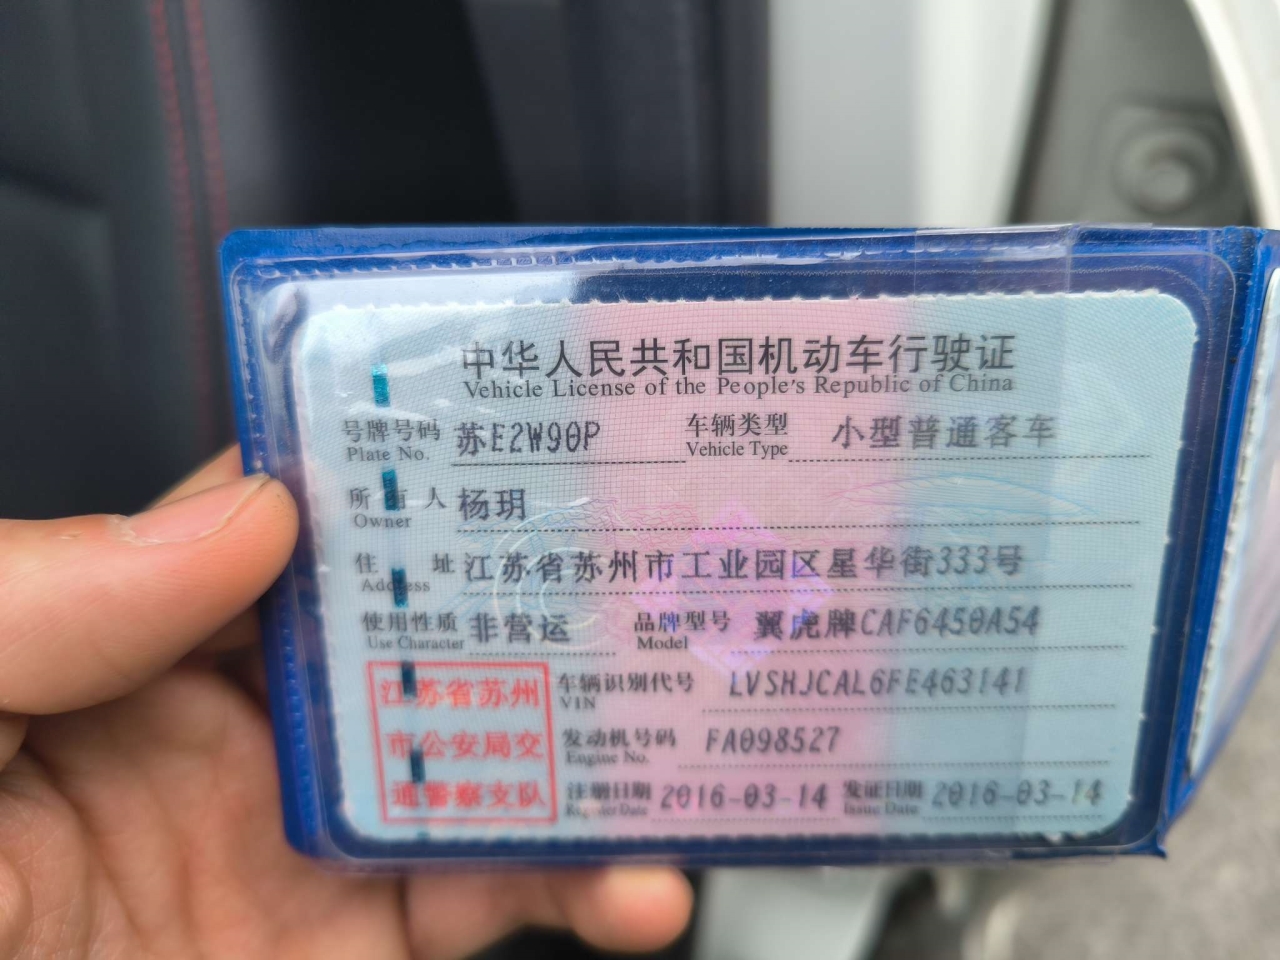 中华人民共和国机动车行驶证
Vehicle License of the People's Republic of China
号牌号码 苏E2W90P 车辆类型 小型普通客车
Plate No. Vehicle Type
所有人 杨玥
Owner
住址 江苏省苏州市工业园区星华街333号
Address
使用性质 非营运 品牌型号 翼虎牌CAF6450A54
Use Character Model
江苏省苏州 车辆识别代号 LVSHJCAL6FE463141
VIN
市公安局交 发动机号码 FA098527
Engine No.
通警察支队 注册日期 2016-03-14 发证日期 2016-03-14
Register Date Issue Date